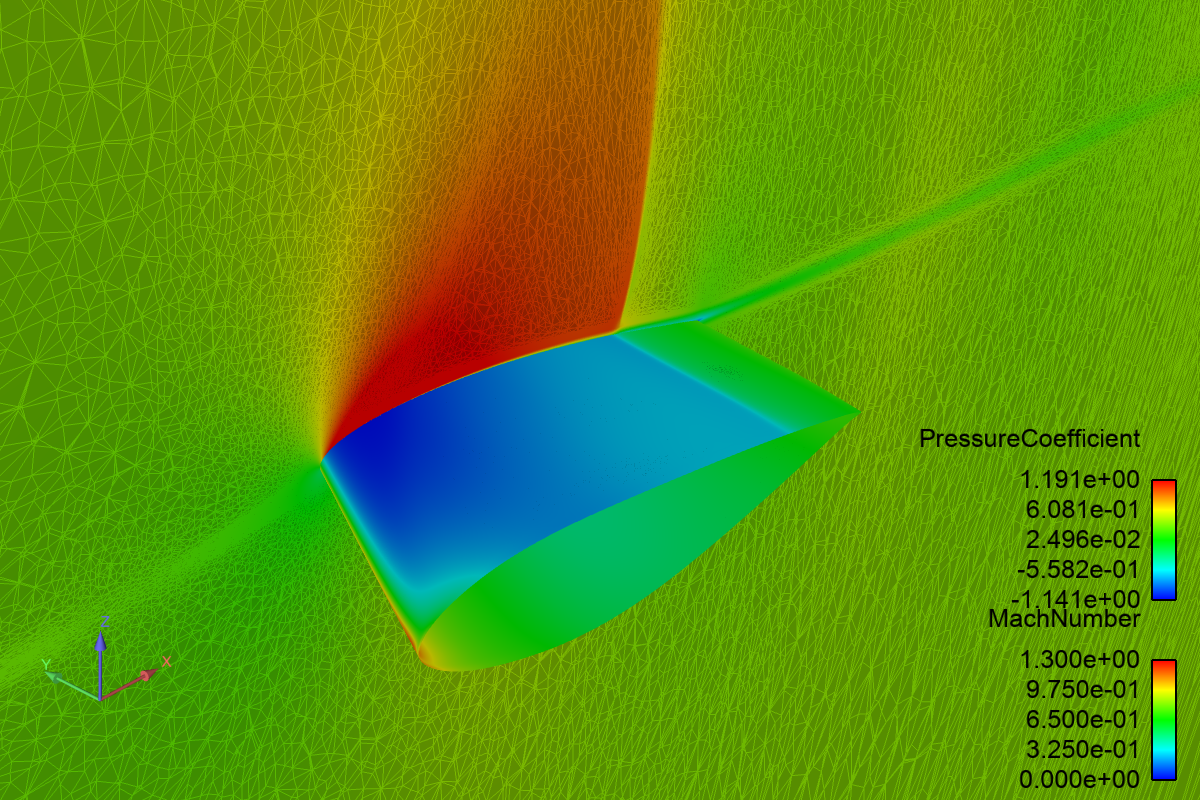 PressureCoefficient
1.191e+00
6.081e-01
2.496e-02
-5.582e-01
-1.141e+00
MachNumber
1.300e+00
9.750e-01
6.500e-01
3.250e-01
0.000e+00
Z
Y
X